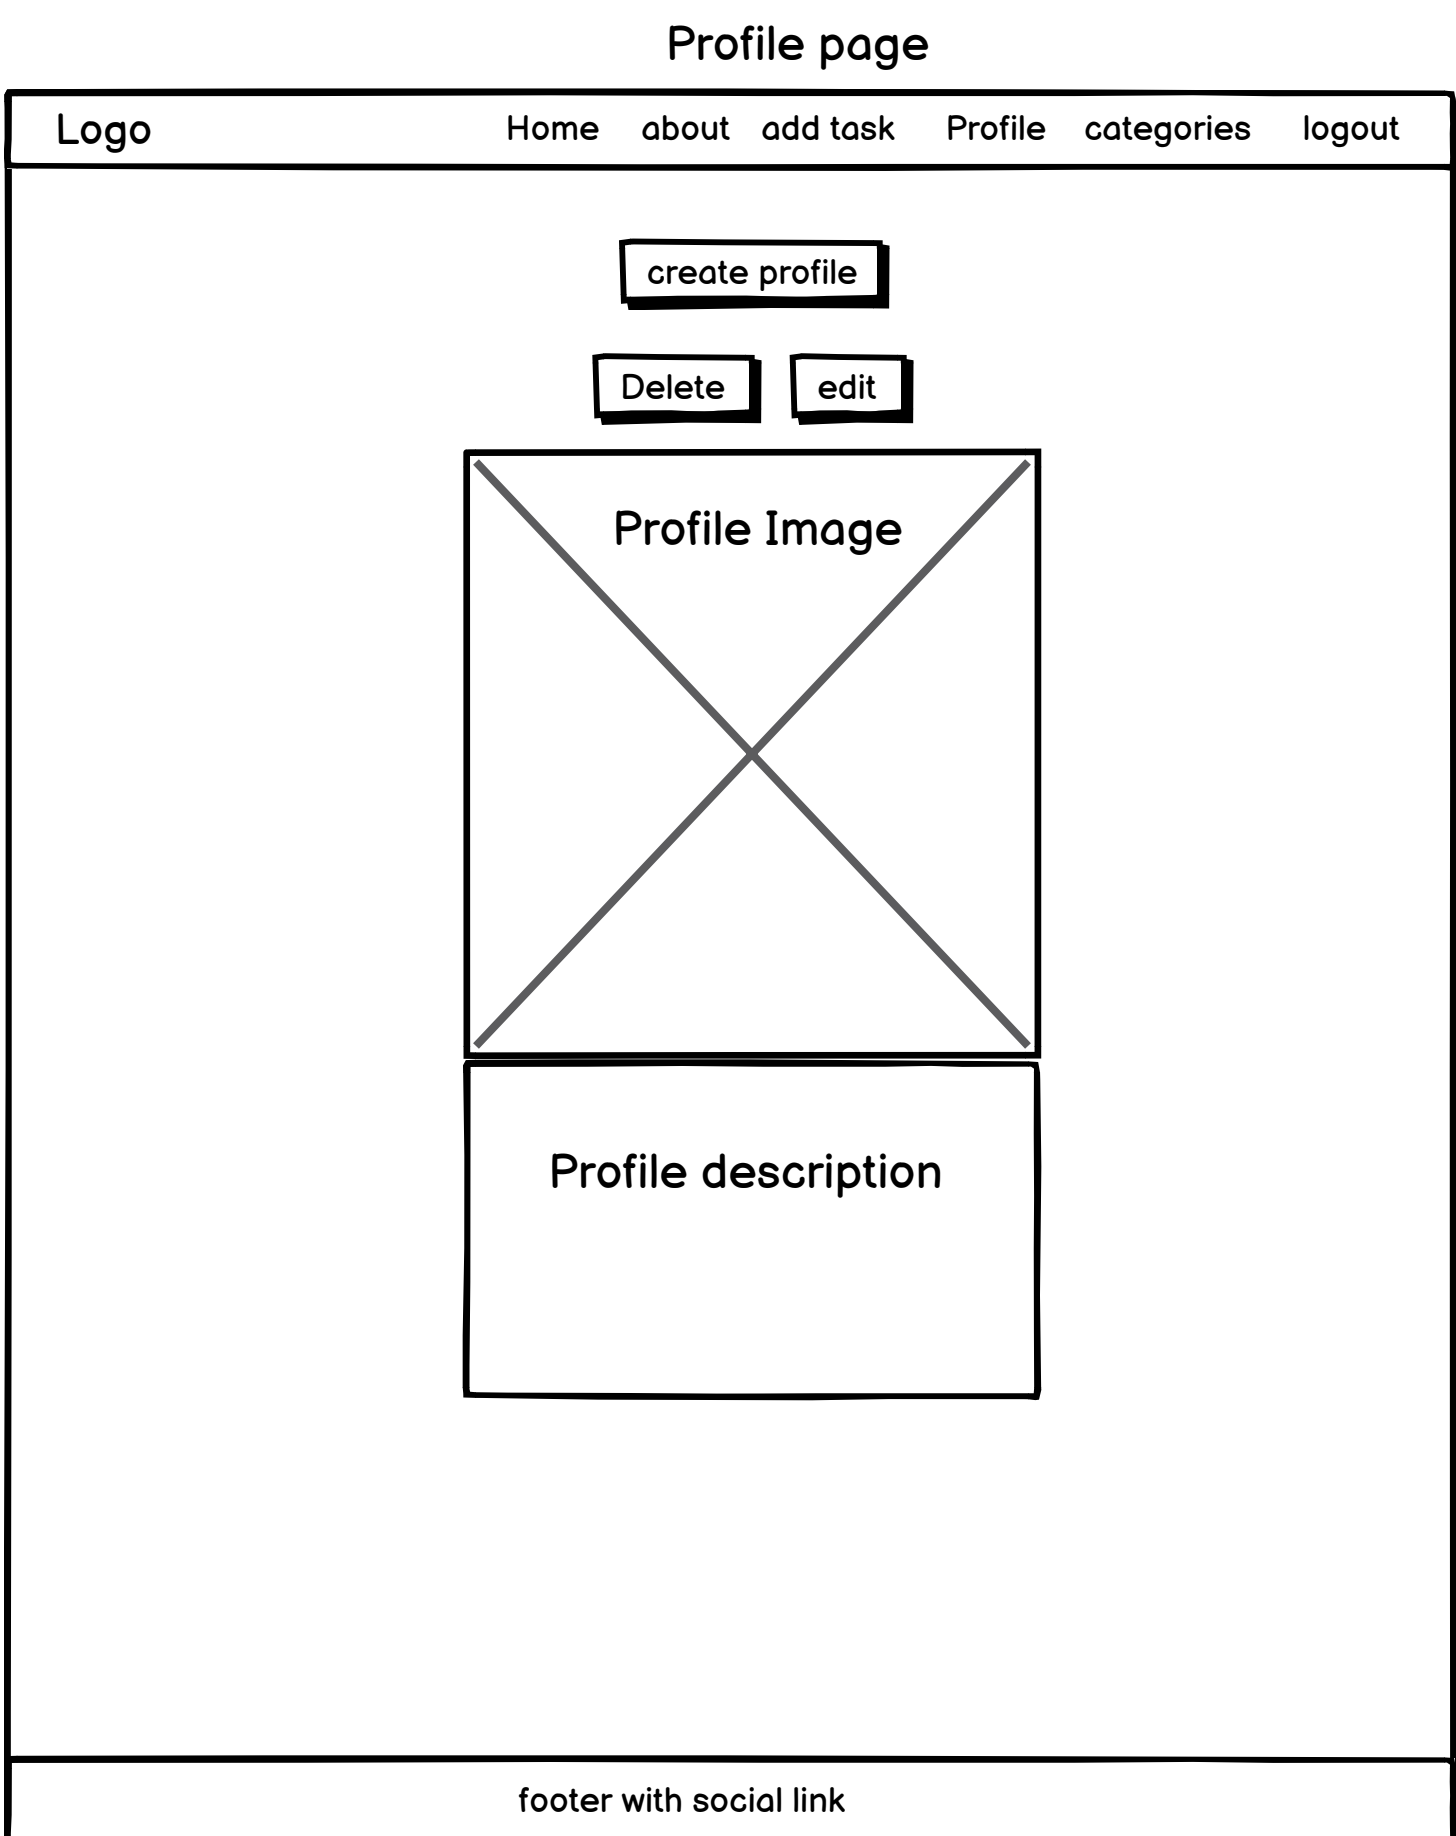 Profile page
Logo Home about add task Profile categories logout
create profile
Delete edit
Profile Image
Profile description
footer with social link